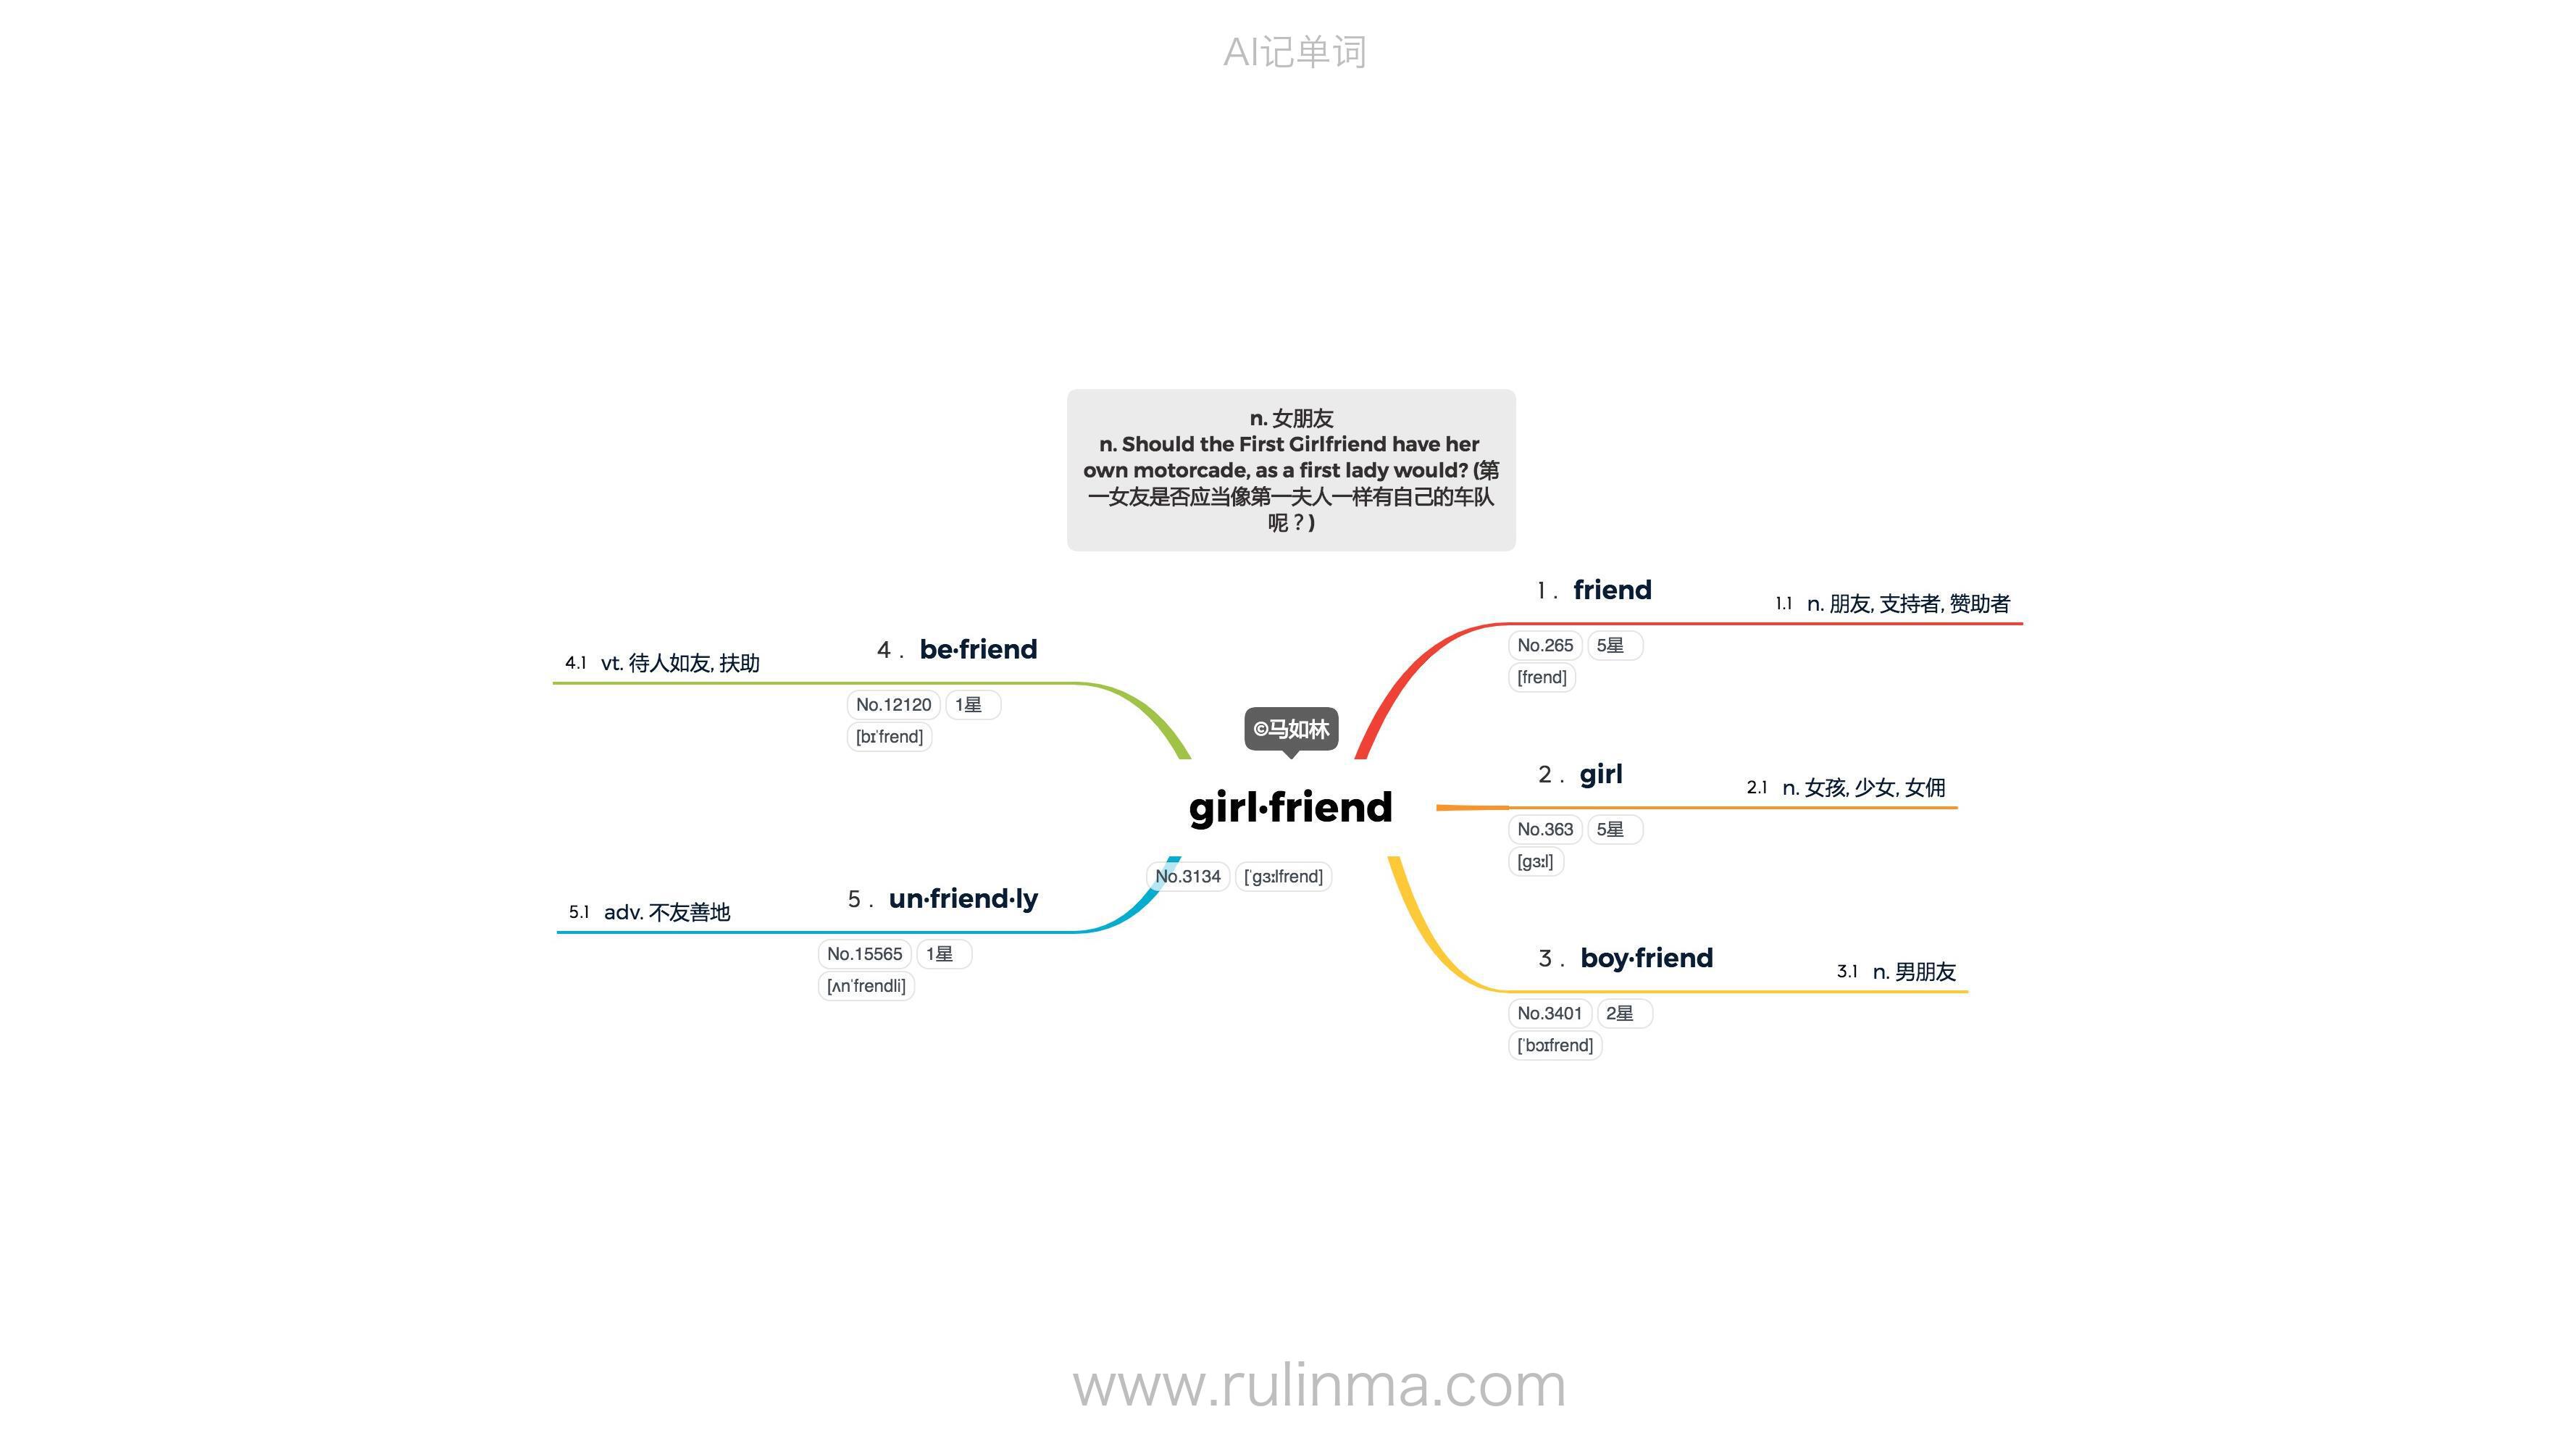 AI记单词
n. 女朋友
n. Should the First Girlfriend have her
own motorcade, as a first lady would? (第
一女友是否应当像第一夫人一样有自己的车队
呢？)
©马如林
girl·friend
No.3134 [ˈɡɜːlfrend]
1 . friend
1.1 n. 朋友, 支持者, 赞助者
No.265 5星
[frend]
2 . girl
2.1 n. 女孩, 少女, 女佣
No.363 5星
[ɡɜːl]
3 . boy·friend
3.1 n. 男朋友
No.3401 2星
[ˈbɔɪfrend]
4 . be·friend
4.1 vt. 待人如友, 扶助
No.12120 1星
[bɪˈfrend]
5 . un·friend·ly
5.1 adv. 不友善地
No.15565 1星
[ʌnˈfrendli]
www.rulinma.com